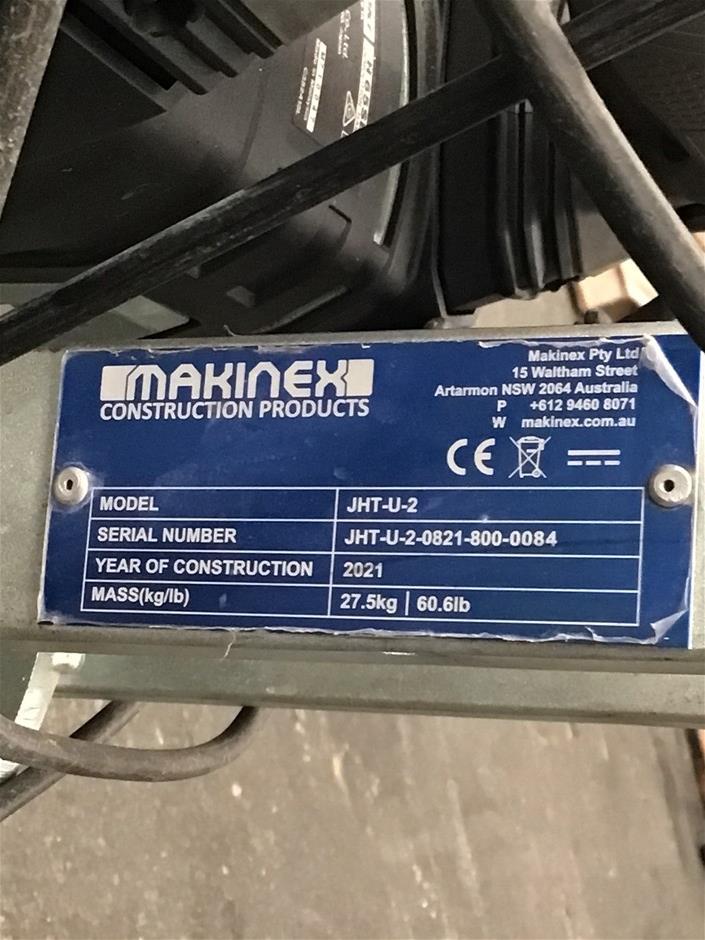 MAKINEX
CONSTRUCTION PRODUCTS
Makinex Pty Ltd
15 Waltham Street
Artarmon NSW 2064 Australia
P +612 9460 8071
W makinex.com.au
CE
MODEL JHT-U-2
SERIAL NUMBER JHT-U-2-0821-800-0084
YEAR OF CONSTRUCTION 2021
MASS(kg/lb) 27.5kg | 60.6lb